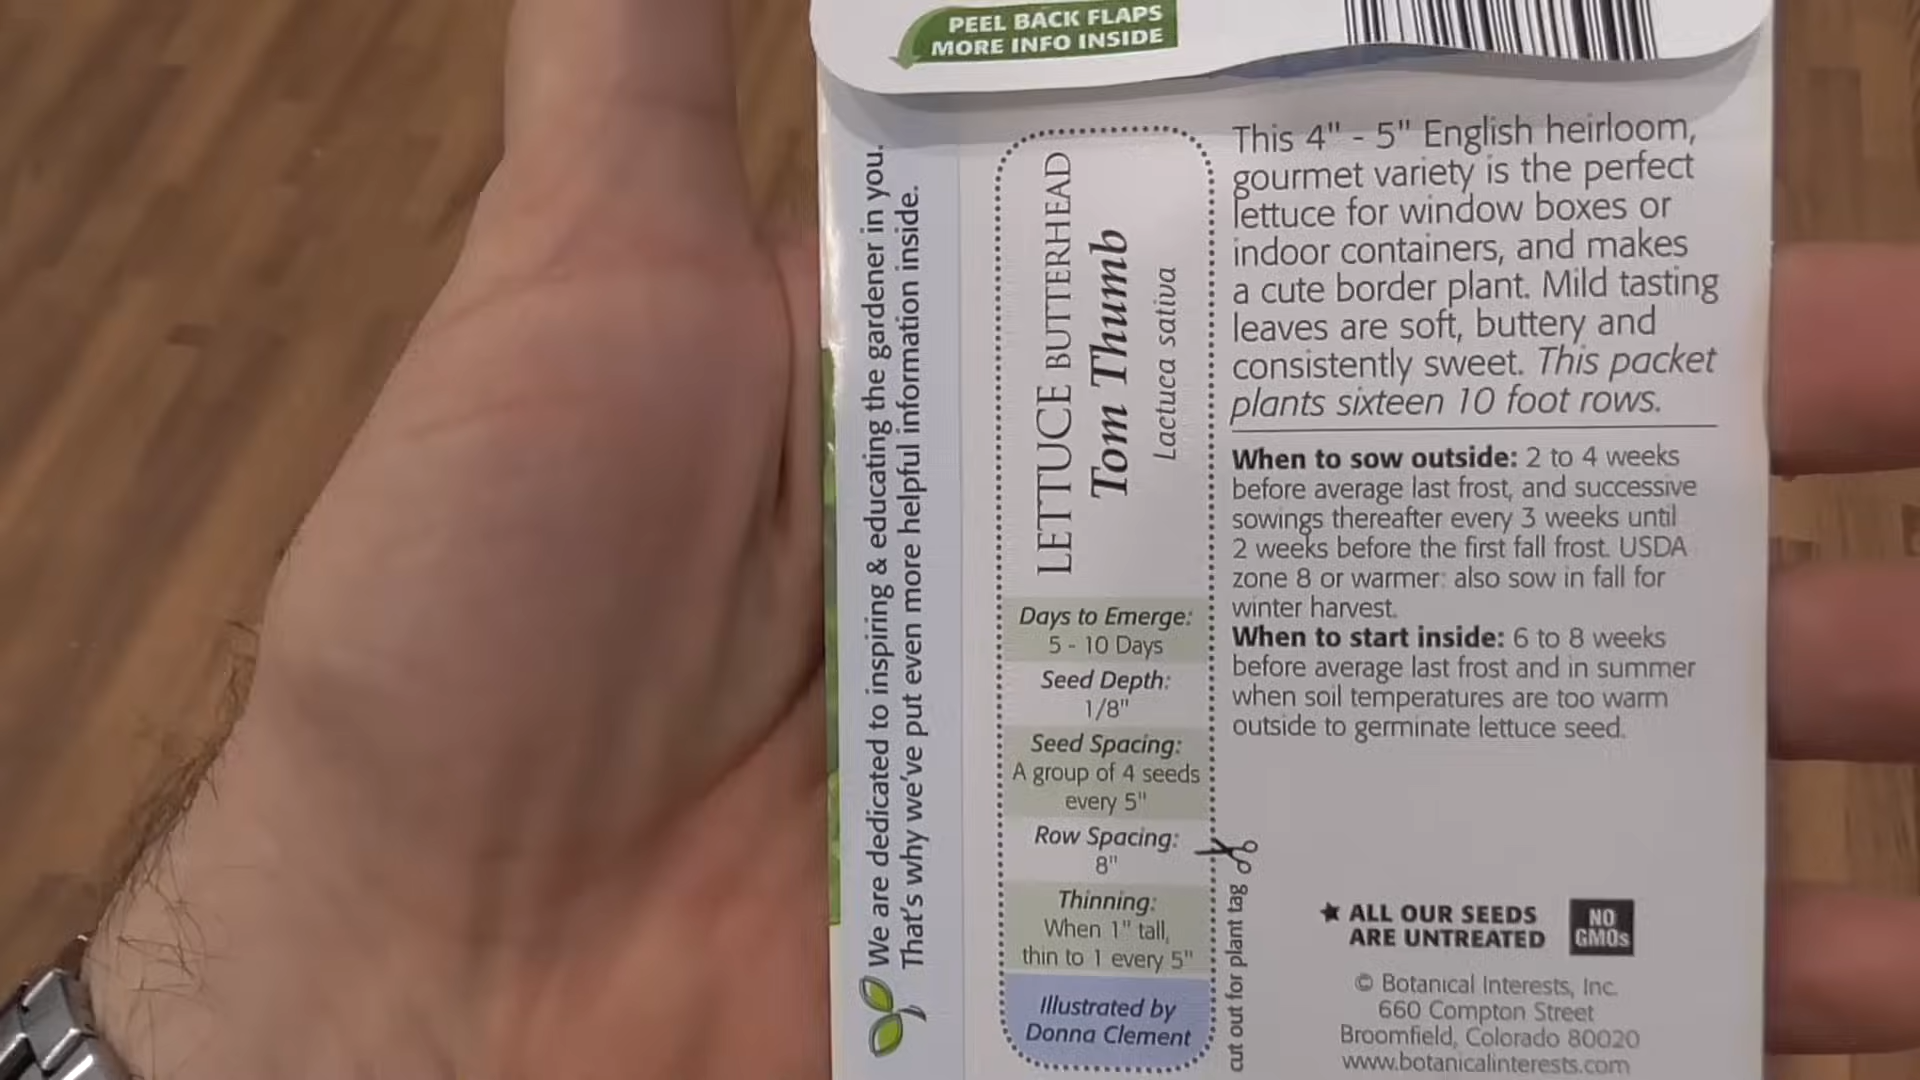 PEEL BACK FLAPS
MORE INFO INSIDE
We are dedicated to inspiring & educating the gardener in you.
That's why we've put even more helpful information inside.
LETTUCE BUTTERHEAD
Tom Thumb
Lactuca sativa
Days to Emerge:
5 - 10 Days
Seed Depth:
1/8"
Seed Spacing:
A group of 4 seeds
every 5"
Row Spacing:
8"
Thinning:
When 1" tall,
thin to 1 every 5"
Illustrated by
Donna Clement
cut out for plant tag
This 4" - 5" English heirloom,
gourmet variety is the perfect
lettuce for window boxes or
indoor containers, and makes
a cute border plant. Mild tasting
leaves are soft, buttery and
consistently sweet. This packet
plants sixteen 10 foot rows.
When to sow outside: 2 to 4 weeks
before average last frost, and successive
sowings thereafter every 3 weeks until
2 weeks before the first fall frost. USDA
zone 8 or warmer: also sow in fall for
winter harvest.
When to start inside: 6 to 8 weeks
before average last frost and in summer
when soil temperatures are too warm
outside to germinate lettuce seed.
ALL OUR SEEDS
ARE UNTREATED
NO
GMOs
© Botanical Interests, Inc.
660 Compton Street
Broomfield, Colorado 80020
www.botanicalinterests.com